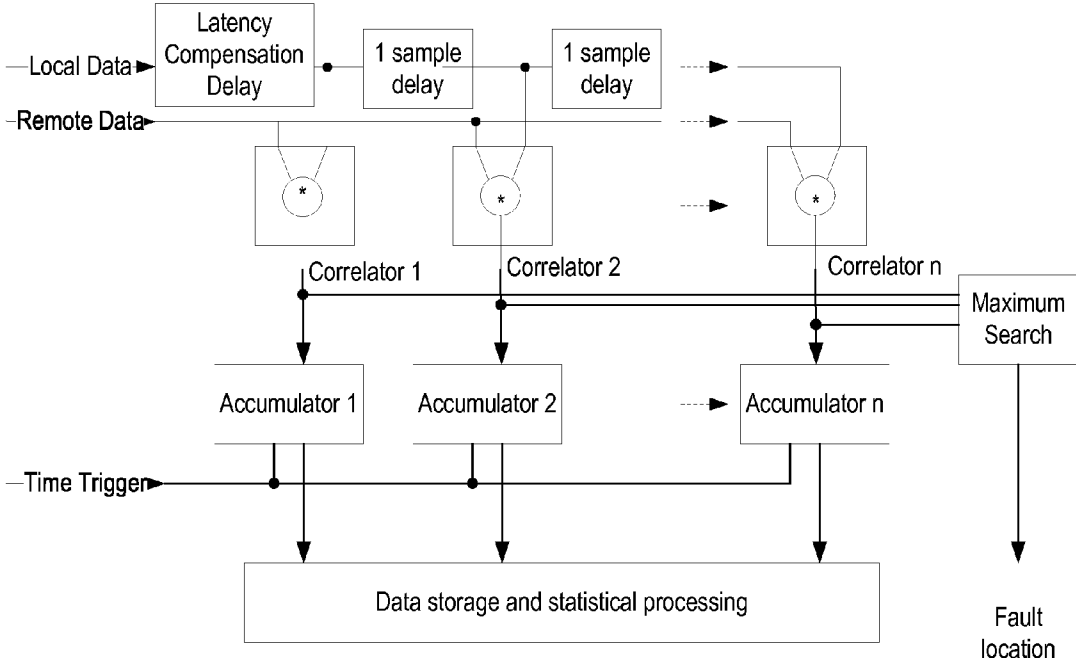 Latency
Compensation
Delay
1 sample
delay
1 sample
delay
Local Data
Remote Data
*
*
*
Correlator 1
Correlator 2
Correlator n
Maximum
Search
Accumulator 1
Accumulator 2
Accumulator n
Time Trigger
Data storage and statistical processing
Fault
location